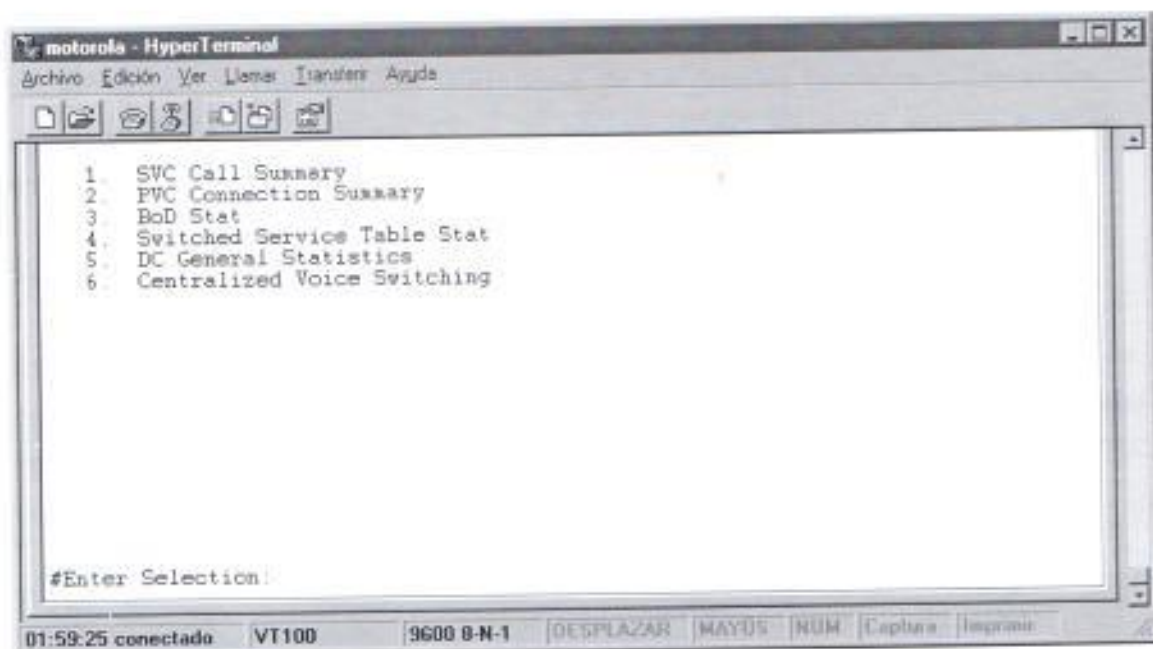 motorola - HyperTerminal
Archivo Edición Ver Llamar Transferir Ayuda
1. SVC Call Summary
2. PVC Connection Summary
3. BoD Stat
4. Switched Service Table Stat
5. DC General Statistics
6. Centralized Voice Switching
#Enter Selection:
01:59:25 conectado VT100 9600 8-N-1 DESPLAZAR MAYÚS NUM Captura Imprimir